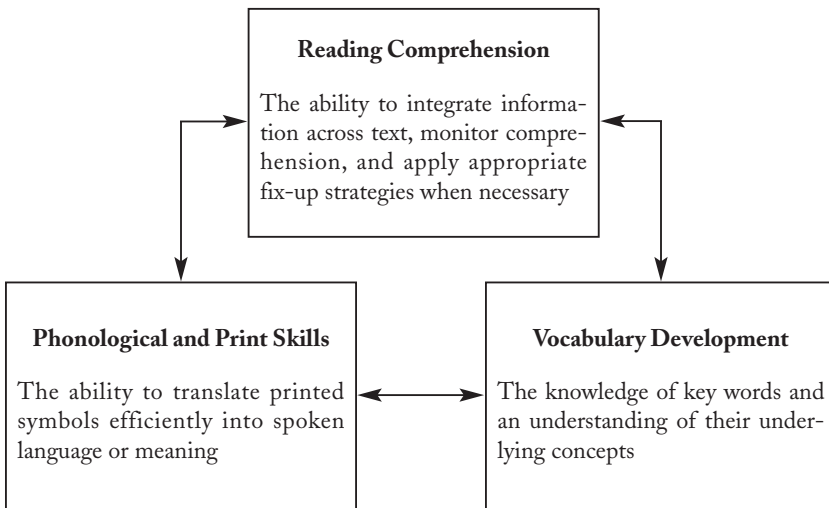 Reading Comprehension
The ability to integrate informa-
tion across text, monitor compre-
hension, and apply appropriate
fix-up strategies when necessary
Phonological and Print Skills
The ability to translate printed
symbols efficiently into spoken
language or meaning
Vocabulary Development
The knowledge of key words and
an understanding of their under-
lying concepts